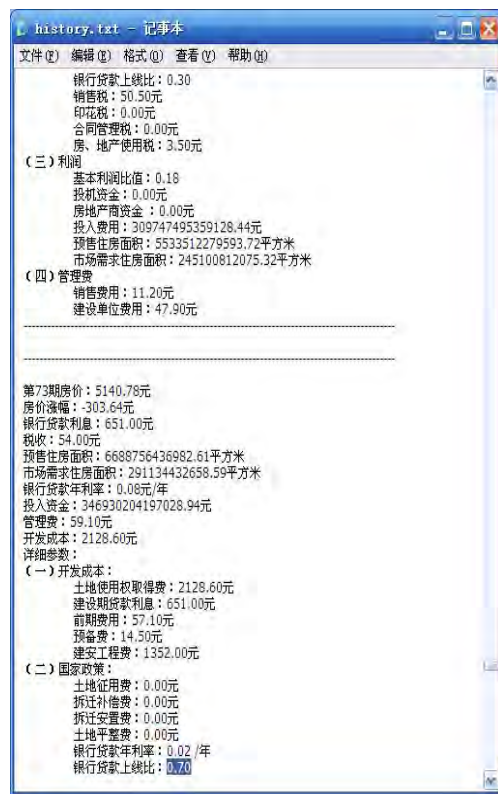 history.txt - 记事本
文件(F) 编辑(E) 格式(O) 查看(V) 帮助(H)
银行贷款上线比：0.30
销售税：50.50元
印花税：0.00元
合同管理税：0.00元
房、地产使用税：3.50元
(三)利润
基本利润比值：0.18
投机资金：0.00元
房地产商资金 ：0.00元
投入费用：309747495359128.44元
预售住房面积：5533512279593.72平方米
市场需求住房面积：245100812075.32平方米
(四)管理费
销售费用：11.20元
建设单位费用：47.90元
第73期房价：5140.78元
房价涨幅：-303.64元
银行贷款利息：651.00元
税收：54.00元
预售住房面积：6688756436982.61平方米
市场需求住房面积：291134432658.59平方米
银行贷款年利率：0.08元/年
投入资金：346930204197028.94元
管理费：59.10元
开发成本：2128.60元
详细参数：
(一)开发成本：
土地使用权取得费：2128.60元
建设期贷款利息：651.00元
前期费用：57.10元
预备费：14.50元
建安工程费：1352.00元
(二)国家政策：
土地征用费：0.00元
拆迁补偿费：0.00元
拆迁安置费：0.00元
土地平整费：0.00元
银行贷款年利率：0.02 /年
银行贷款上线比：0.70